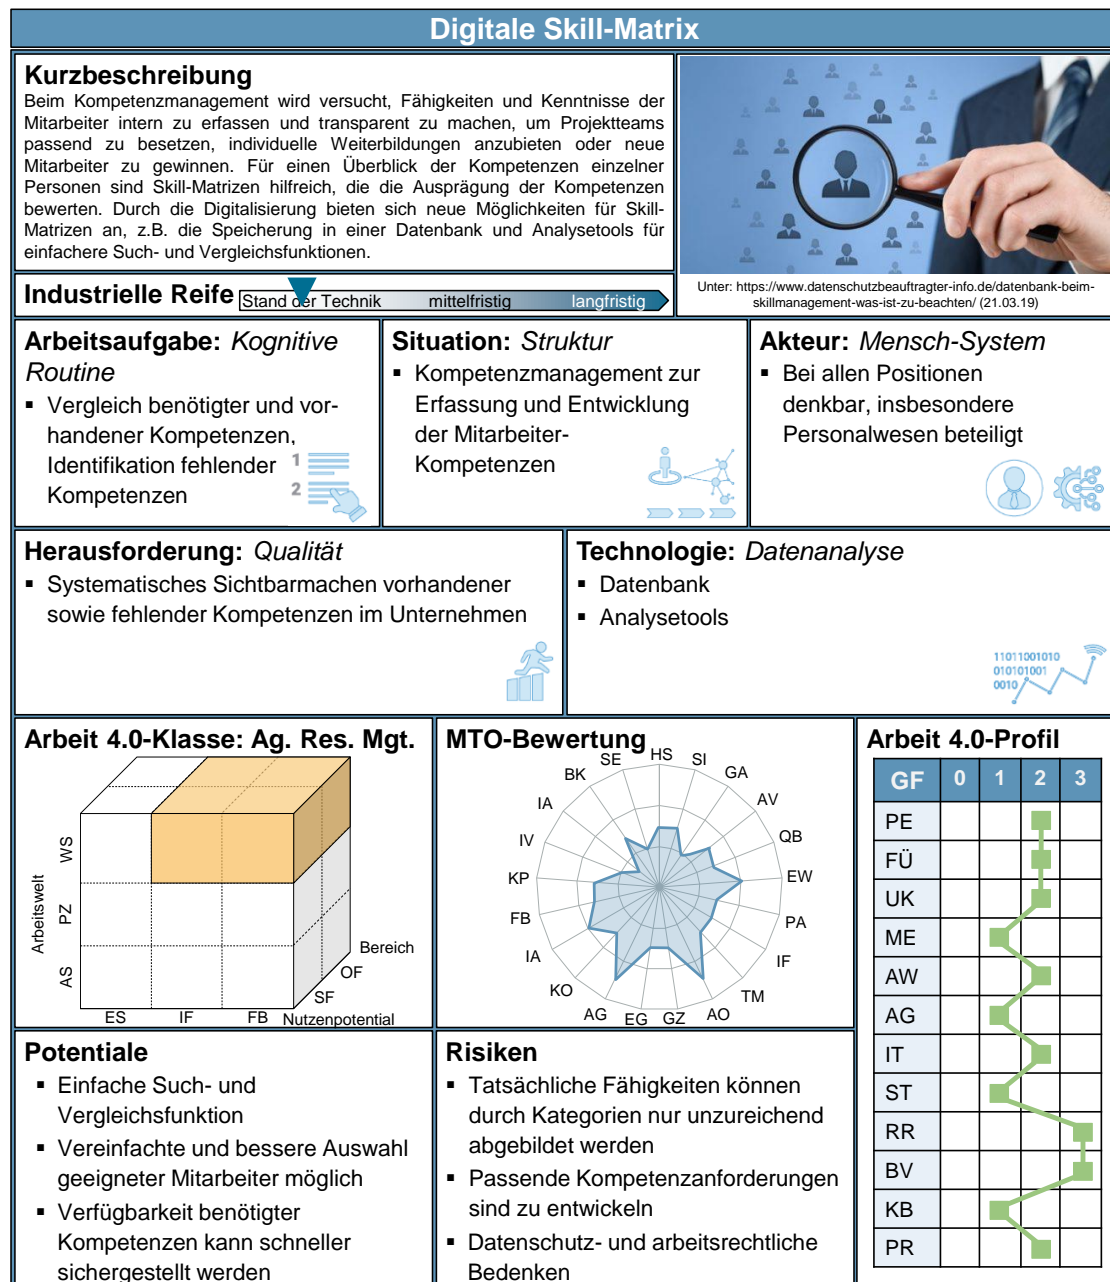 Digitale Skill-Matrix
Kurzbeschreibung
Beim Kompetenzmanagement wird versucht, Fähigkeiten und Kenntnisse der
Mitarbeiter intern zu erfassen und transparent zu machen, um Projektteams
passend zu besetzen, individuelle Weiterbildungen anzubieten oder neue
Mitarbeiter zu gewinnen. Für einen Überblick der Kompetenzen einzelner
Personen sind Skill-Matrizen hilfreich, die die Ausprägung der Kompetenzen
bewerten. Durch die Digitalisierung bieten sich neue Möglichkeiten für Skill-
Matrizen an, z.B. die Speicherung in einer Datenbank und Analysetools für
einfachere Such- und Vergleichsfunktionen.
Unter: https://www.datenschutzbeauftragter-info.de/datenbank-beim-
skillmanagement-was-ist-zu-beachten/ (21.03.19)
Industrielle Reife
Stand der Technik mittelfristig langfristig
Arbeitsaufgabe: Kognitive
Routine
▪ Vergleich benötigter und vor-
handener Kompetenzen,
Identifikation fehlender
Kompetenzen
1
2
Situation: Struktur
▪ Kompetenzmanagement zur
Erfassung und Entwicklung
der Mitarbeiter-
Kompetenzen
Akteur: Mensch-System
▪ Bei allen Positionen
denkbar, insbesondere
Personalwesen beteiligt
Herausforderung: Qualität
▪ Systematisches Sichtbarmachen vorhandener
sowie fehlender Kompetenzen im Unternehmen
Technologie: Datenanalyse
▪ Datenbank
▪ Analysetools
11011001010
010101001
0010
Arbeit 4.0-Klasse: Ag. Res. Mgt.
Arbeitswelt
WS
PZ
AS
ES IF FB Nutzenpotential
SF
OF
Bereich
MTO-Bewertung
HS
SI
GA
AV
QB
EW
PA
IF
TM
AO
GZ
EG
AG
KO
IA
FB
KP
IV
IA
BK
SE
Arbeit 4.0-Profil
GF 0 1 2 3
PE
FÜ
UK
ME
AW
AG
IT
ST
RR
BV
KB
PR
Potentiale
▪ Einfache Such- und
Vergleichsfunktion
▪ Vereinfachte und bessere Auswahl
geeigneter Mitarbeiter möglich
▪ Verfügbarkeit benötigter
Kompetenzen kann schneller
sichergestellt werden
Risiken
▪ Tatsächliche Fähigkeiten können
durch Kategorien nur unzureichend
abgebildet werden
▪ Passende Kompetenzanforderungen
sind zu entwickeln
▪ Datenschutz- und arbeitsrechtliche
Bedenken